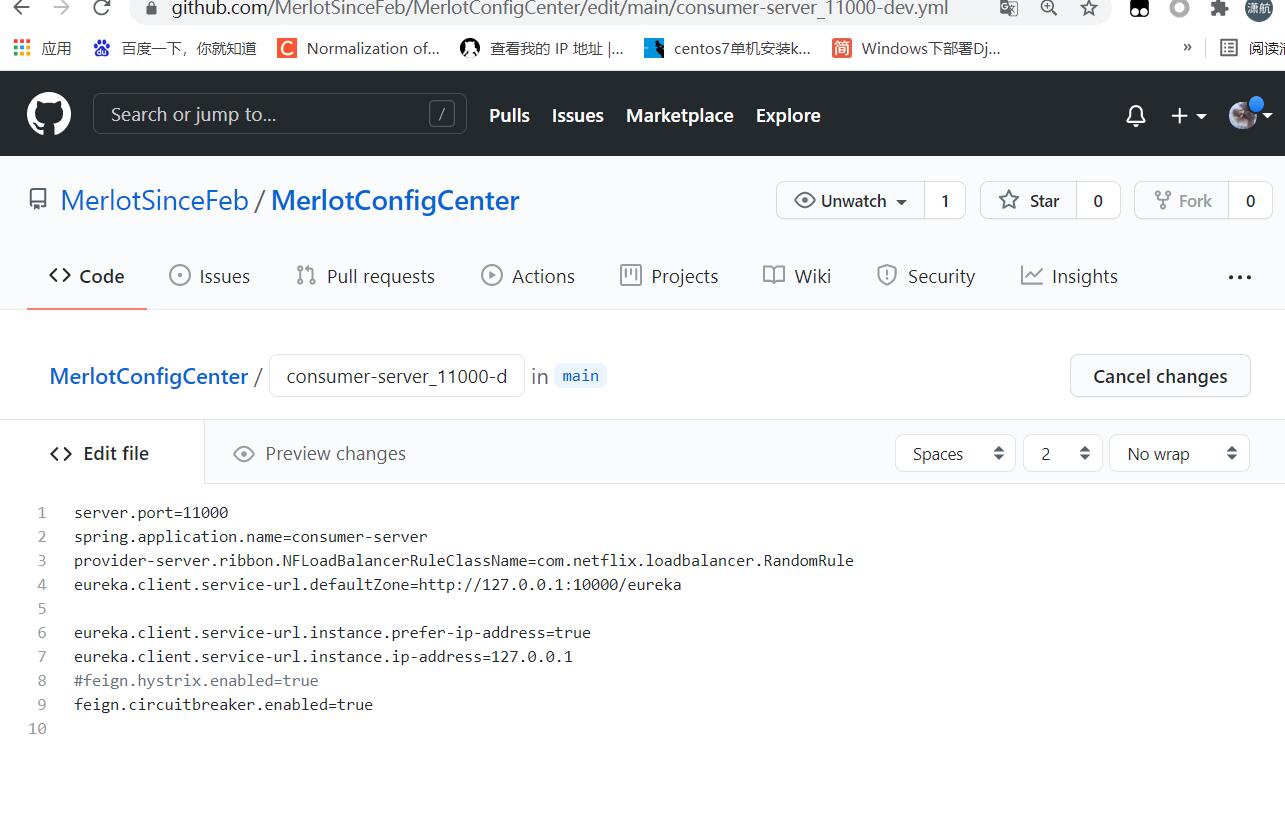 github.com/MerlotSinceFeb/MerlotConfigCenter/edit/main/consumer-server_11000-dev.yml
潇航
应用 百度一下，你就知道 C Normalization of... 查看我的 IP 地址 |... centos7单机安装k... 简 Windows下部署Dj... » 阅读
Search or jump to... / Pulls Issues Marketplace Explore
MerlotSinceFeb / MerlotConfigCenter Unwatch 1 Star 0 Fork 0
Code Issues Pull requests Actions Projects Wiki Security Insights
MerlotConfigCenter / consumer-server_11000-d in main Cancel changes
Edit file Preview changes Spaces 2 No wrap
1 server.port=11000
2 spring.application.name=consumer-server
3 provider-server.ribbon.NFLoadBalancerRuleClassName=com.netflix.loadbalancer.RandomRule
4 eureka.client.service-url.defaultZone=http://127.0.0.1:10000/eureka
5
6 eureka.client.service-url.instance.prefer-ip-address=true
7 eureka.client.service-url.instance.ip-address=127.0.0.1
8 #feign.hystrix.enabled=true
9 feign.circuitbreaker.enabled=true
10